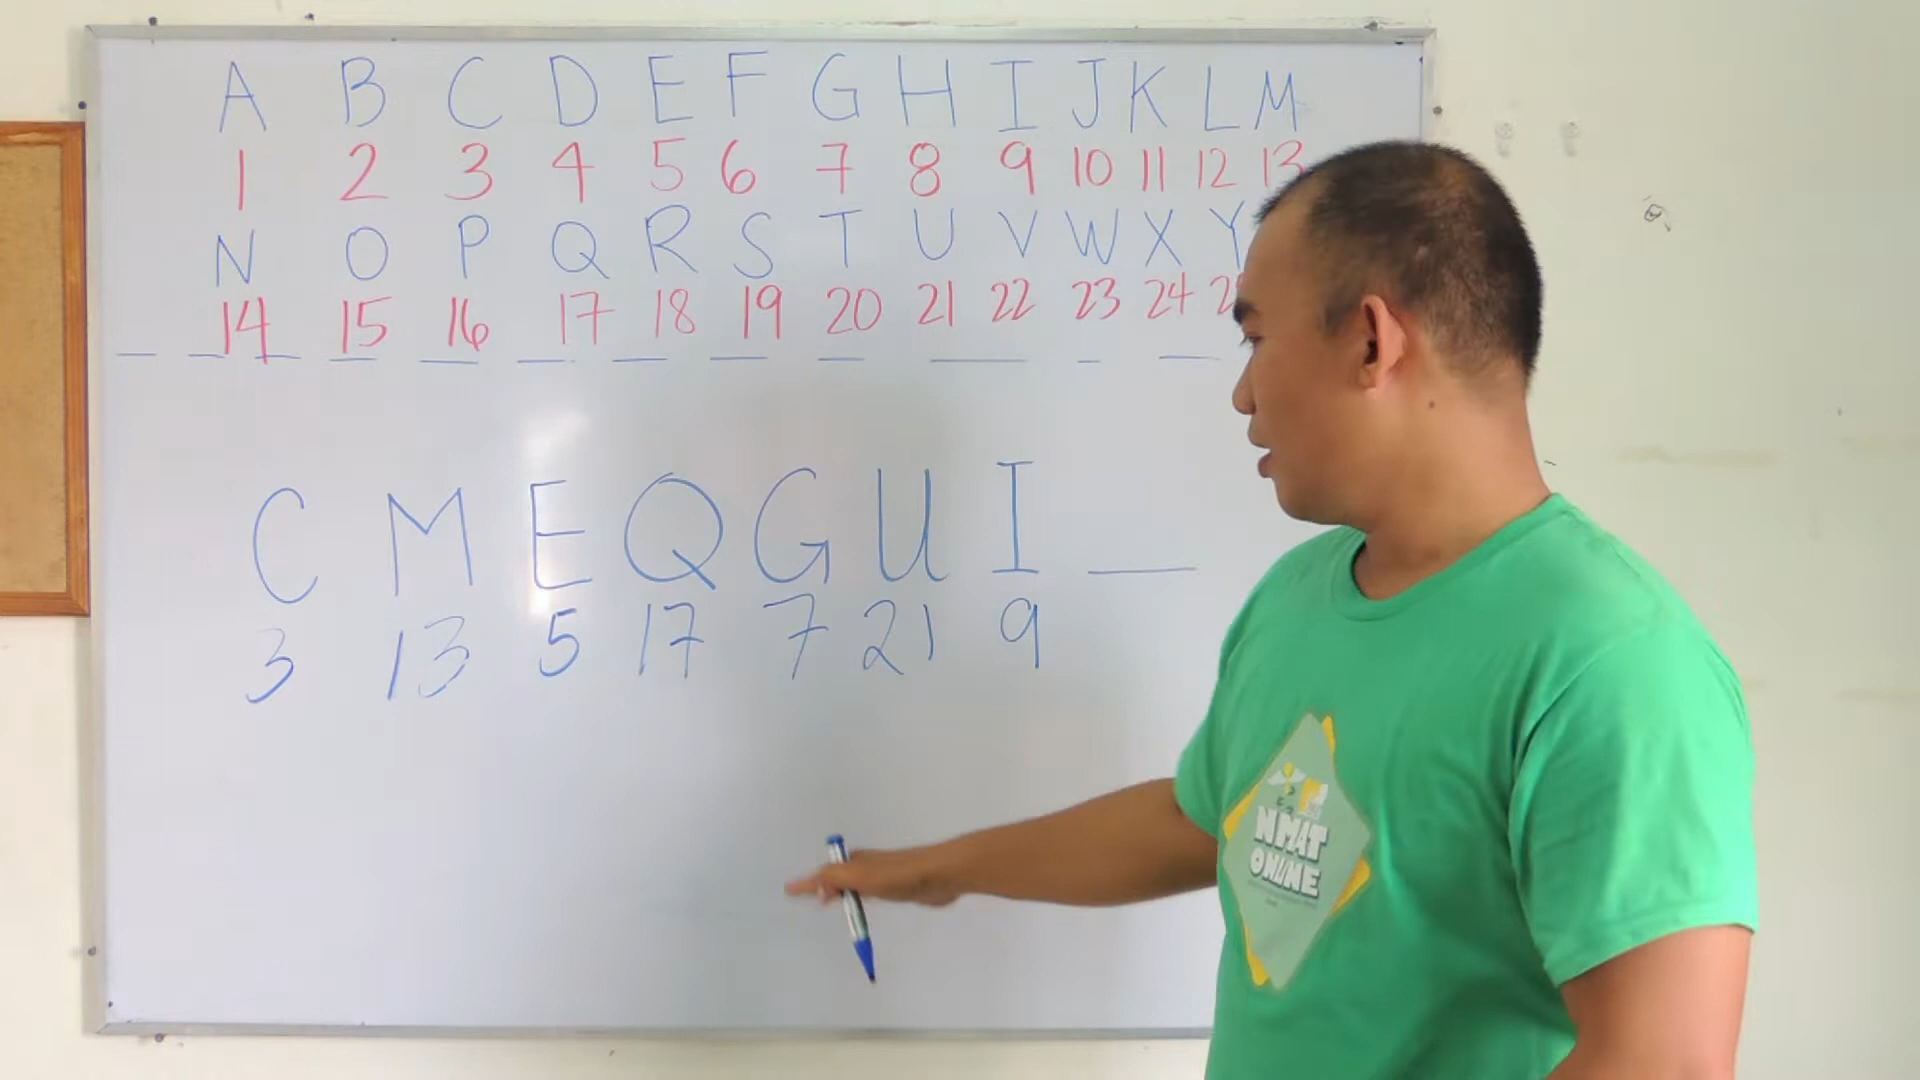 A B C D E F G H I J K L M
1 2 3 4 5 6 7 8 9 10 11 12 13
N O P Q R S T U V W X Y
14 15 16 17 18 19 20 21 22 23 24
C M E Q G U I __
3 13 5 17 7 21 9
NMAT
ONLINE